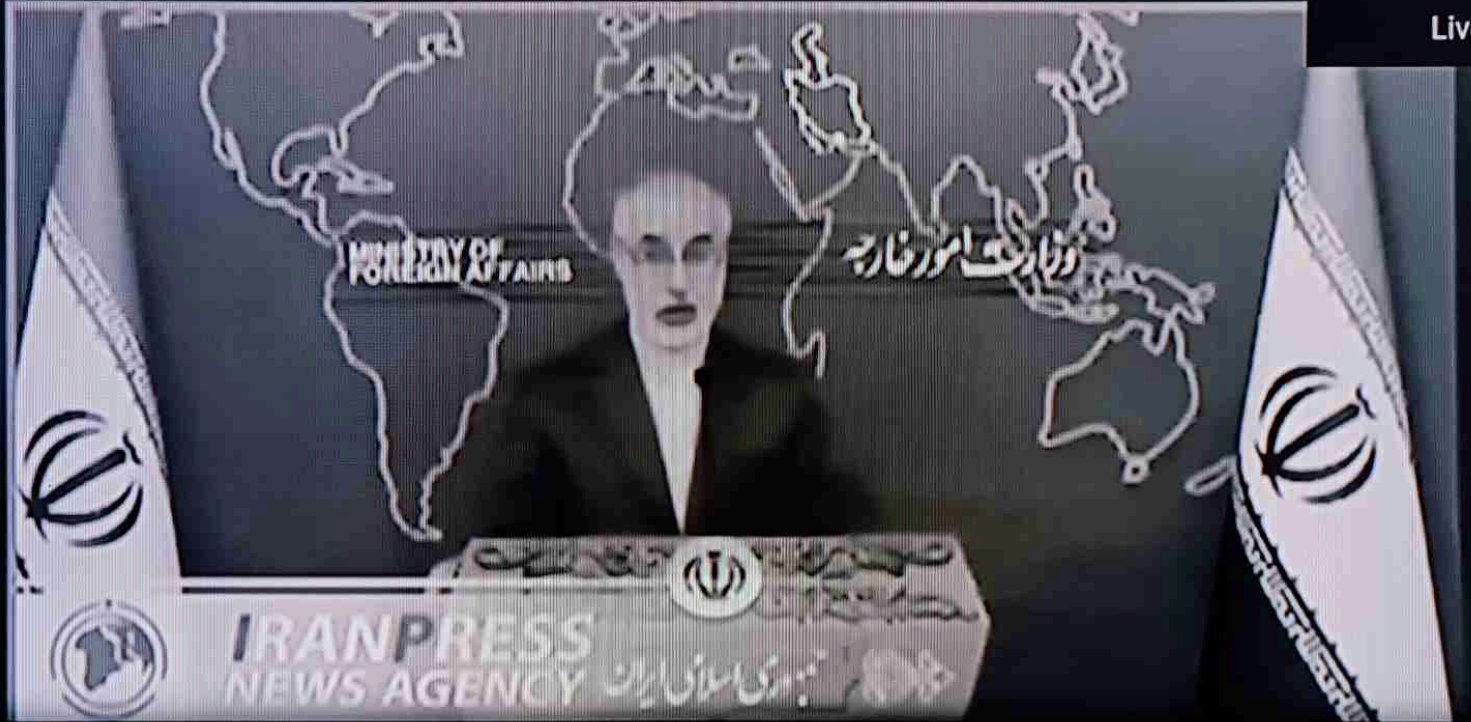 Liv
MINISTRY OF
FOREIGN AFFAIRS
وزارت امور خارجه
IRANPRESS
NEWS AGENCY
جمهوری اسلامی ایران